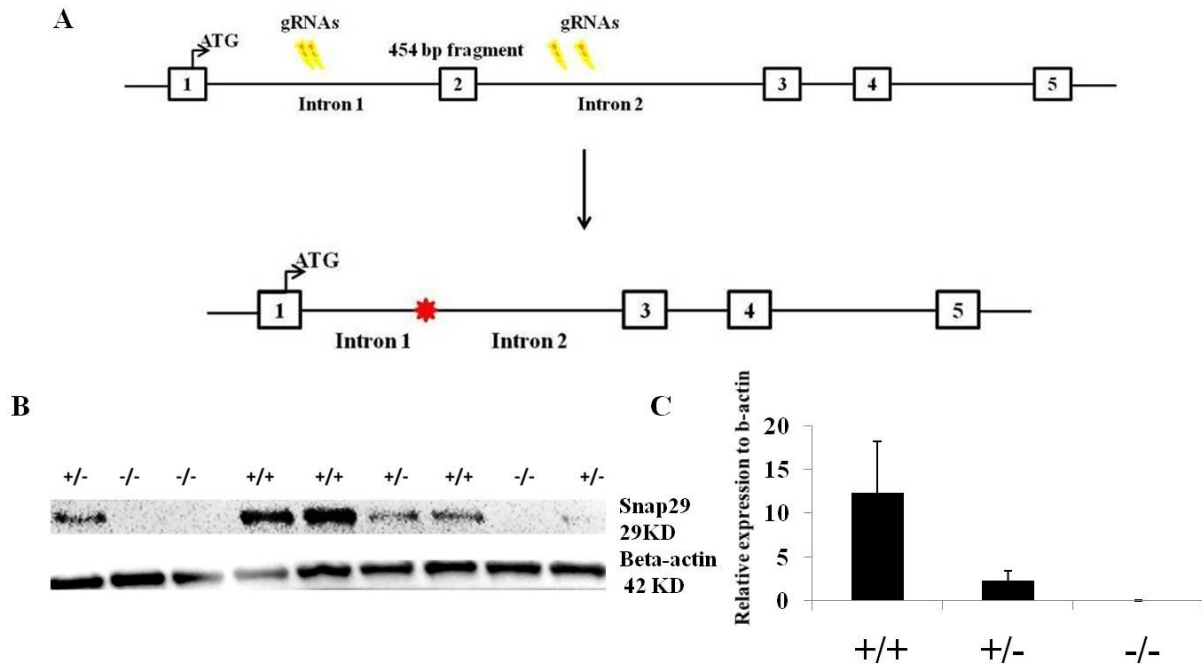 A
gRNAs
gRNAs
ATG
454 bp fragment
1
2
3
4
5
Intron 1
Intron 2
ATG
1
3
4
5
Intron 1
Intron 2
B
+/- -/- -/- +/+ +/+ +/- +/+ -/- +/-
Snap29
29KD
Beta-actin
42 KD
C
Relative expression to b-actin
20
15
10
5
0
+/+ +/- -/-